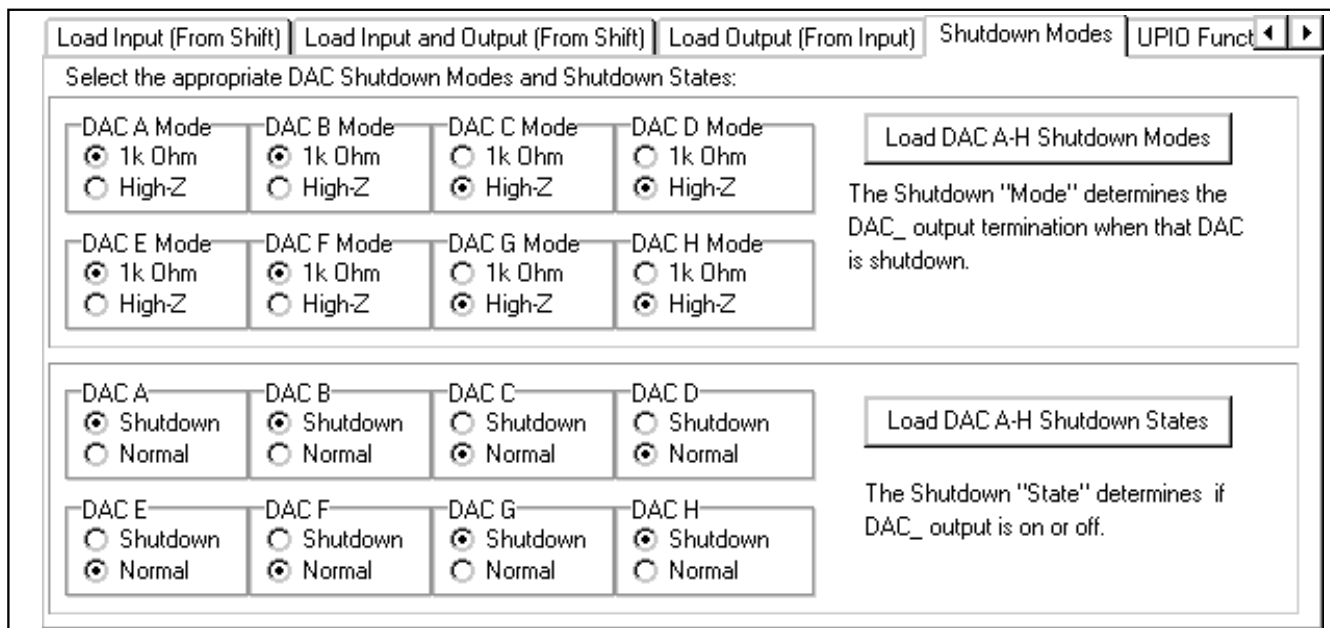 Load Input (From Shift) Load Input and Output (From Shift) Load Output (From Input) Shutdown Modes UPIO Funct
Select the appropriate DAC Shutdown Modes and Shutdown States:
DAC A Mode DAC B Mode DAC C Mode DAC D Mode
1k Ohm 1k Ohm 1k Ohm 1k Ohm
High-Z High-Z High-Z High-Z
DAC E Mode DAC F Mode DAC G Mode DAC H Mode
1k Ohm 1k Ohm 1k Ohm 1k Ohm
High-Z High-Z High-Z High-Z
Load DAC A-H Shutdown Modes
The Shutdown "Mode" determines the
DAC_ output termination when that DAC
is shutdown.
DAC A DAC B DAC C DAC D
Shutdown Shutdown Shutdown Shutdown
Normal Normal Normal Normal
DAC E DAC F DAC G DAC H
Shutdown Shutdown Shutdown Shutdown
Normal Normal Normal Normal
Load DAC A-H Shutdown States
The Shutdown "State" determines if
DAC_ output is on or off.